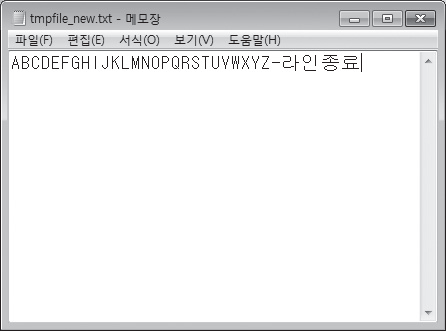 tmpfile_new.txt - 메모장
파일(F) 편집(E) 서식(O) 보기(V) 도움말(H)
ABCDEFGHIJKLMNOPQRSTUVWXYZ-라인종료